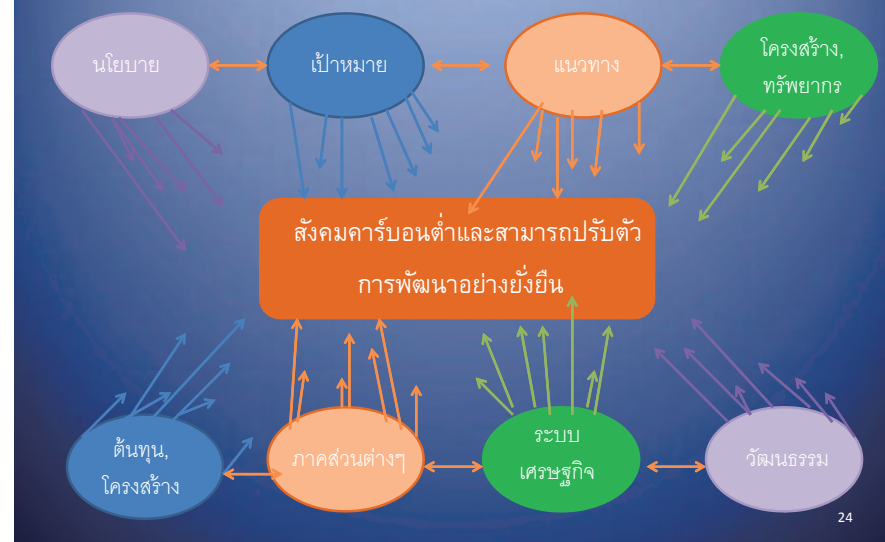 นโยบาย
เป้าหมาย
แนวทาง
โครงสร้าง,
ทรัพยากร
สังคมคาร์บอนต่ำและสามารถปรับตัว
การพัฒนาอย่างยั่งยืน
ต้นทุน,
โครงสร้าง
ภาคส่วนต่างๆ
ระบบ
เศรษฐกิจ
วัฒนธรรม
24